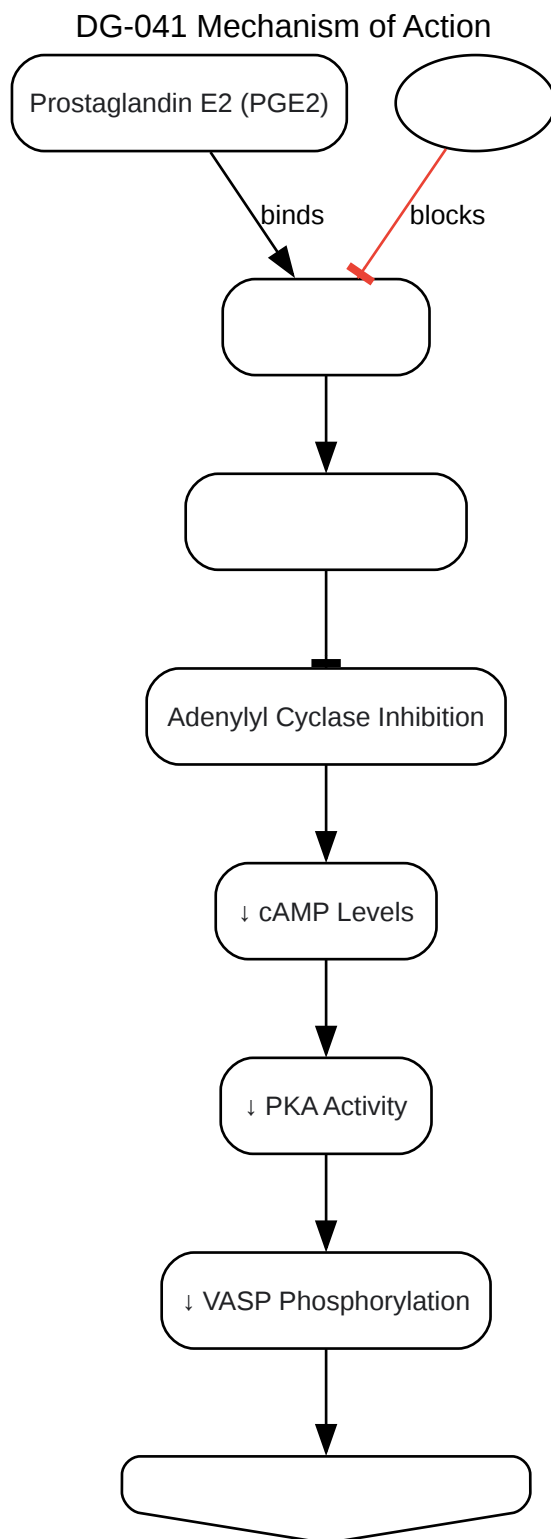 DG-041 Mechanism of Action
Prostaglandin E2 (PGE2)
binds
blocks
Adenylyl Cyclase Inhibition
↓ cAMP Levels
↓ PKA Activity
↓ VASP Phosphorylation